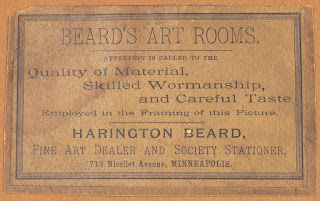 BEARD'S ART ROOMS.
ATTENTION IS CALLED TO THE
Quality of Material,
Skilled Wormanship,
and Careful Taste
Employed in the Framing of this Picture.
HARINGTON BEARD,
FINE ART DEALER AND SOCIETY STATIONER,
713 Nicollet Avenue, MINNEAPOLIS.